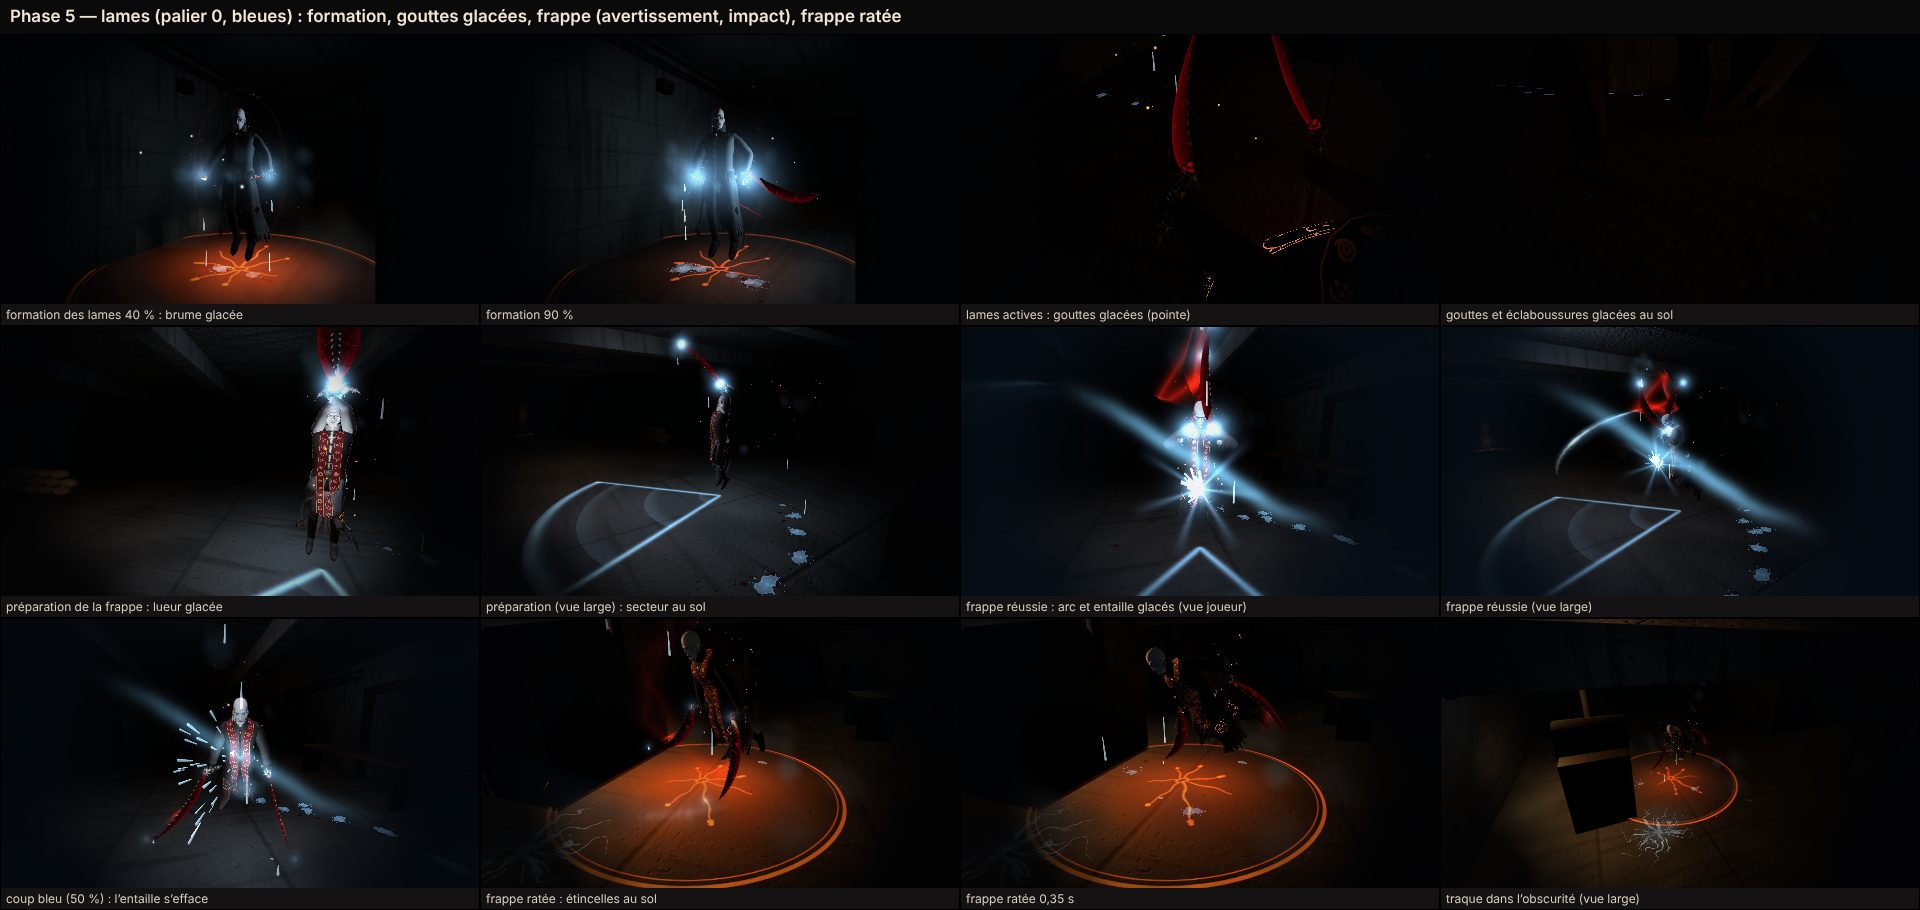 Phase 5 — lames (palier 0, bleues) : formation, gouttes glacées, frappe (avertissement, impact), frappe ratée
formation des lames 40 % : brume glacée
formation 90 %
lames actives : gouttes glacées (pointe)
gouttes et éclaboussures glacées au sol
préparation de la frappe : lueur glacée
préparation (vue large) : secteur au sol
frappe réussie : arc et entaille glacés (vue joueur)
frappe réussie (vue large)
coup bleu (50 %) : l’entaille s’efface
frappe ratée : étincelles au sol
frappe ratée 0,35 s
traque dans l’obscurité (vue large)